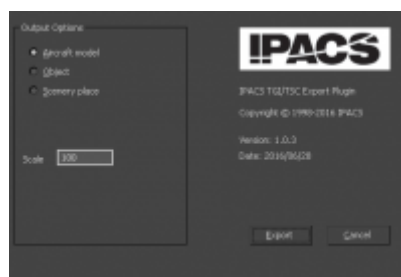 Output Options
Aircraft model
Object
Scenery place
Scale 100
IPACS
IPACS TGI/TSC Export Plugin
Copyright © 1998-2016 IPACS
Version: 1.0.3
Date: 2016/06/28
Export
Cancel